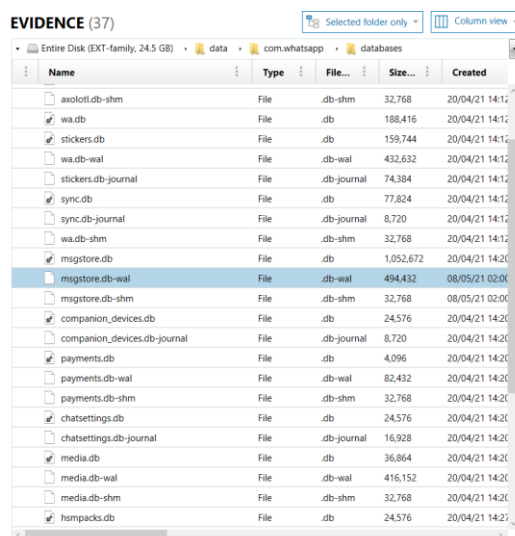 EVIDENCE (37)
Selected folder only
Column view
Entire Disk (EXT-family, 24.5 GB) data com.whatsapp databases
Name Type File... Size... Created
axolotl.db-shm File .db-shm 32,768 20/04/21 14:12
wa.db File .db 188,416 20/04/21 14:12
stickers.db File .db 159,744 20/04/21 14:12
wa.db-wal File .db-wal 432,632 20/04/21 14:12
stickers.db-journal File .db-journal 74,384 20/04/21 14:12
sync.db File .db 77,824 20/04/21 14:12
sync.db-journal File .db-journal 8,720 20/04/21 14:12
wa.db-shm File .db-shm 32,768 20/04/21 14:12
msgstore.db File .db 1,052,672 20/04/21 14:20
msgstore.db-wal File .db-wal 494,432 08/05/21 02:00
msgstore.db-shm File .db-shm 32,768 08/05/21 02:00
companion_devices.db File .db 24,576 20/04/21 14:20
companion_devices.db-journal File .db-journal 8,720 20/04/21 14:20
payments.db File .db 4,096 20/04/21 14:20
payments.db-wal File .db-wal 82,432 20/04/21 14:20
payments.db-shm File .db-shm 32,768 20/04/21 14:20
chatsettings.db File .db 24,576 20/04/21 14:20
chatsettings.db-journal File .db-journal 16,928 20/04/21 14:20
media.db File .db 36,864 20/04/21 14:20
media.db-wal File .db-wal 416,152 20/04/21 14:20
media.db-shm File .db-shm 32,768 20/04/21 14:20
hsmpacks.db File .db 24,576 20/04/21 14:27